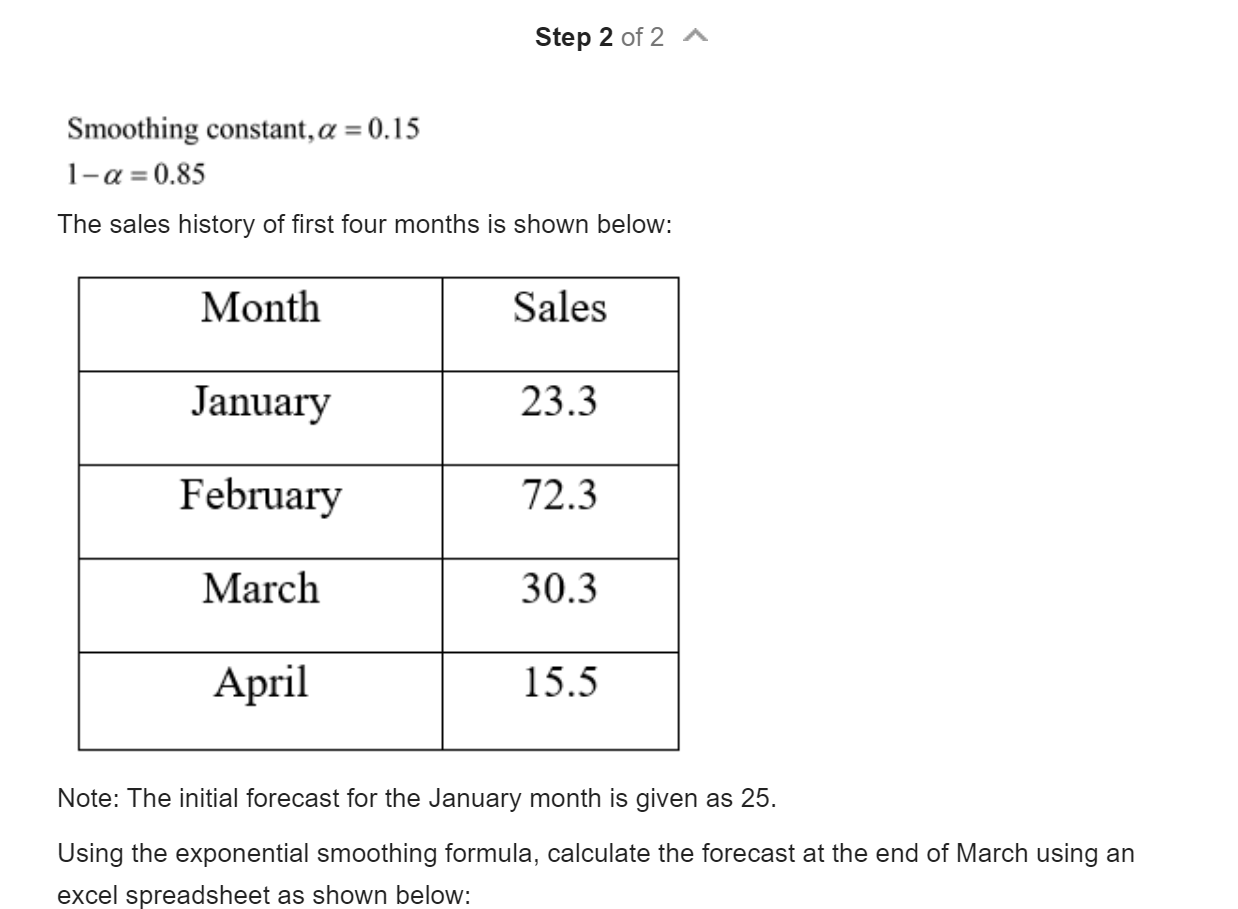 Step 2 of 2
Smoothing constant, α = 0.15
1 − α = 0.85
The sales history of first four months is shown below:
Month Sales
January 23.3
February 72.3
March 30.3
April 15.5
Note: The initial forecast for the January month is given as 25.
Using the exponential smoothing formula, calculate the forecast at the end of March using an
excel spreadsheet as shown below: